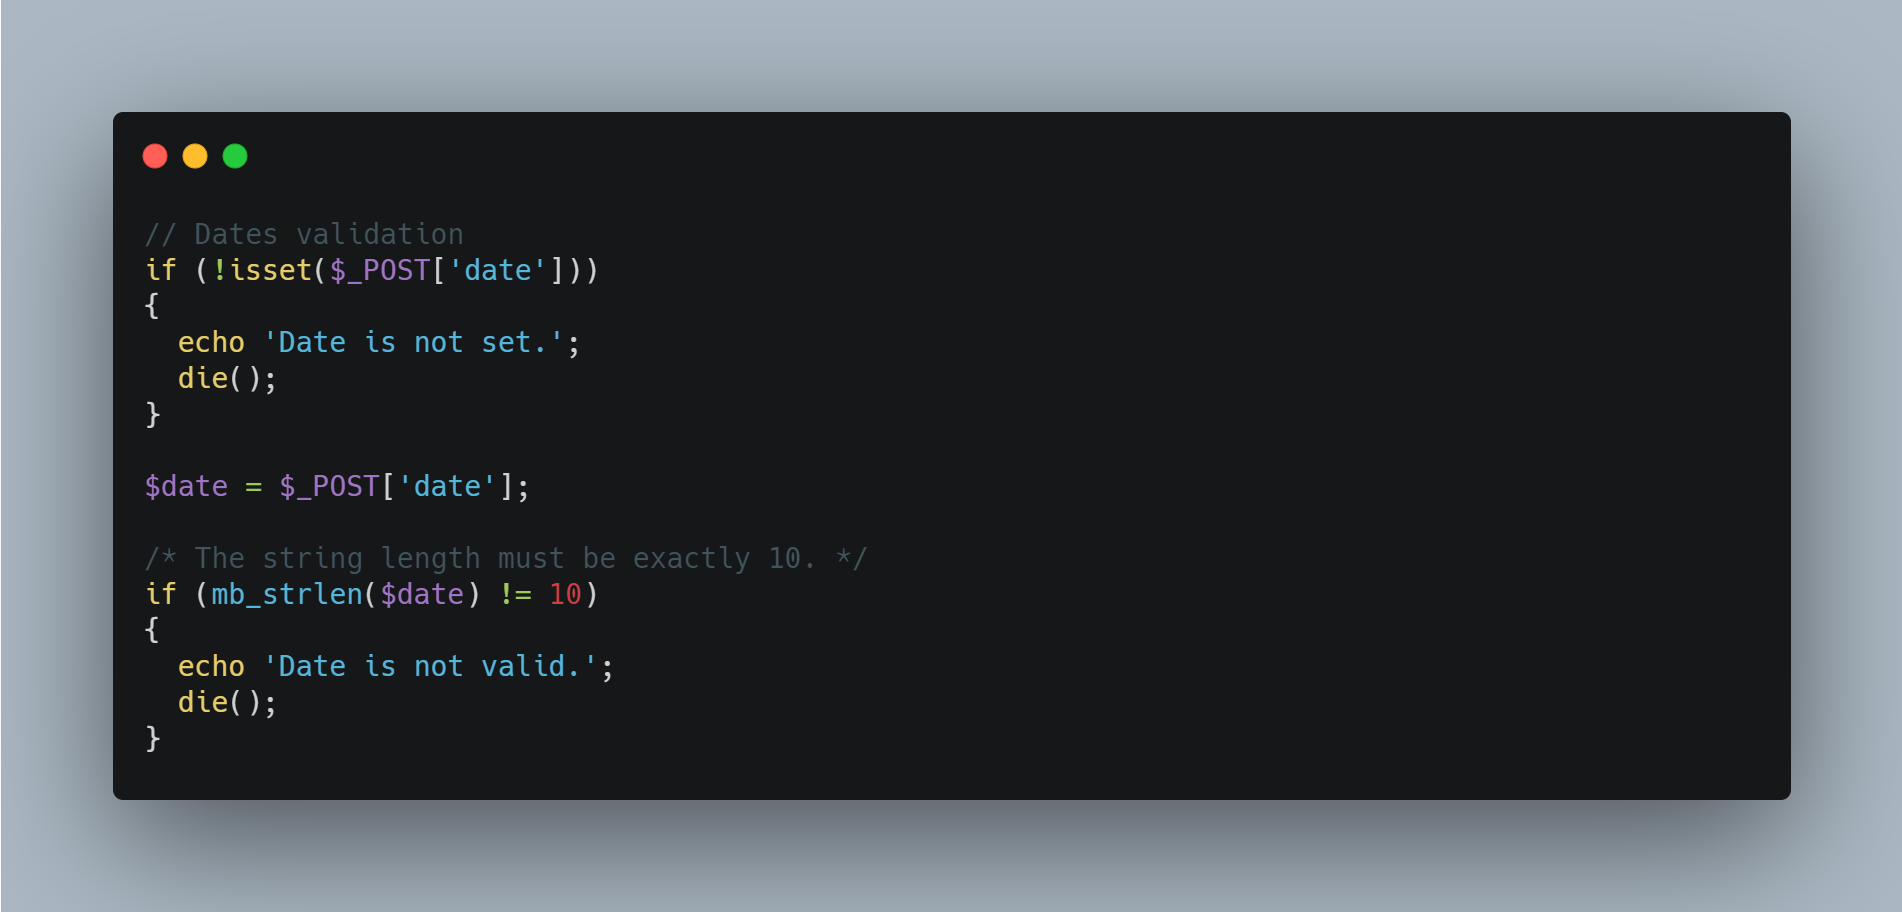 // Dates validation
if (!isset($_POST['date']))
{
  echo 'Date is not set.';
  die();
}

$date = $_POST['date'];

/* The string length must be exactly 10. */
if (mb_strlen($date) != 10)
{
  echo 'Date is not valid.';
  die();
}